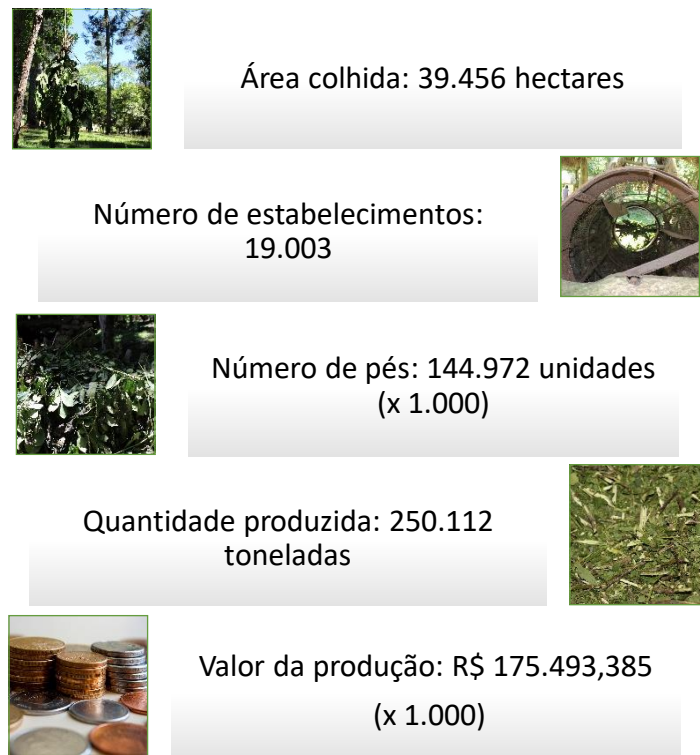 Área colhida: 39.456 hectares
Número de estabelecimentos:
19.003
Número de pés: 144.972 unidades
(x 1.000)
Quantidade produzida: 250.112
toneladas
Valor da produção: R$ 175.493,385
(x 1.000)